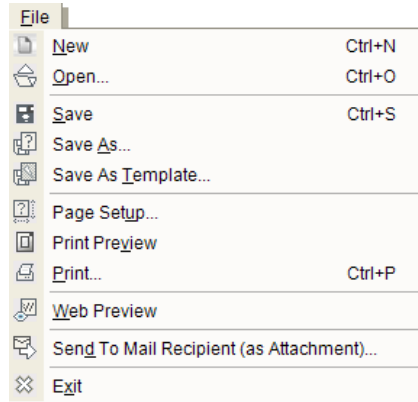 File
New Ctrl+N
Open... Ctrl+O
Save Ctrl+S
Save As...
Save As Template...
Page Setup...
Print Preview
Print... Ctrl+P
Web Preview
Send To Mail Recipient (as Attachment)...
Exit